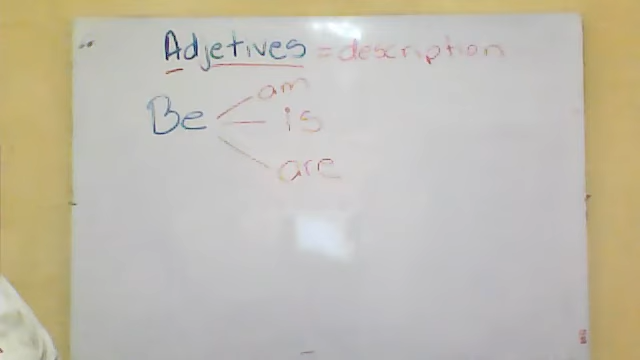 Adjetives = description
Be am
is
are